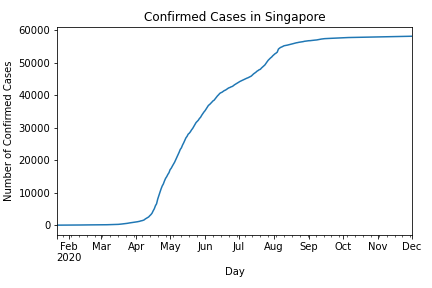 Confirmed Cases in Singapore
Number of Confirmed Cases
60000
50000
40000
30000
20000
10000
0
Feb Mar Apr May Jun Jul Aug Sep Oct Nov Dec
2020
Day